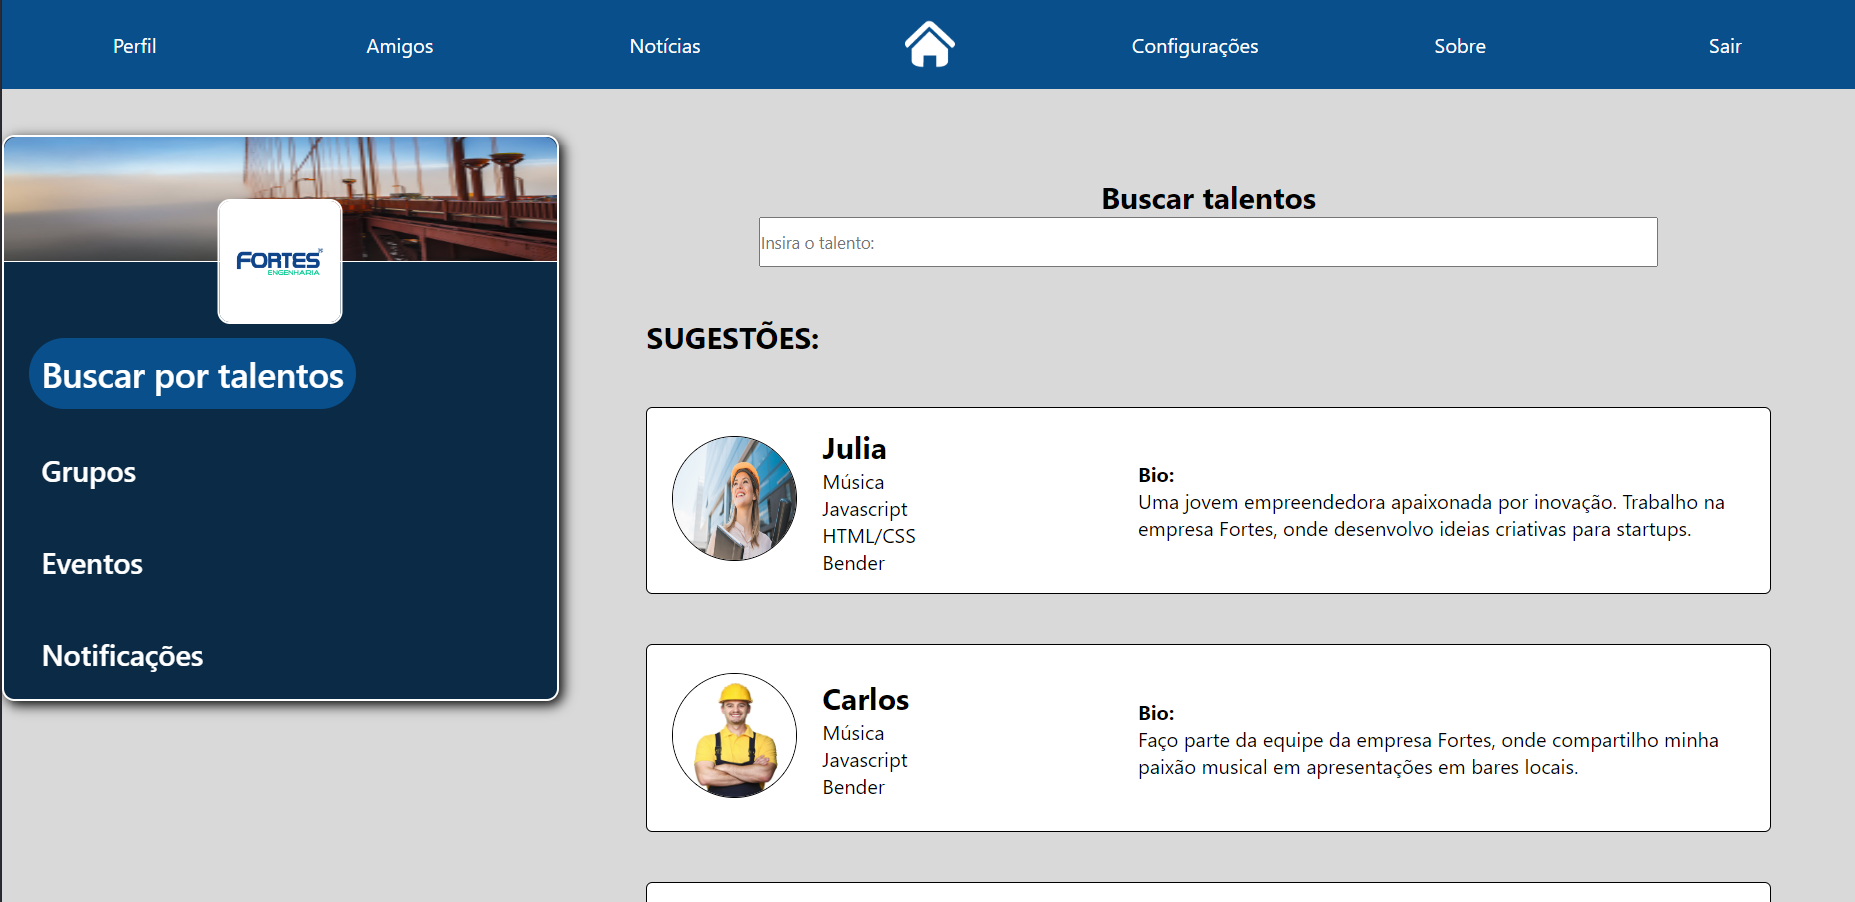 Perfil
Amigos
Notícias
Configurações
Sobre
Sair
FORTES®
ENGENHARIA
Buscar por talentos
Grupos
Eventos
Notificações
Buscar talentos
Insira o talento:
SUGESTÕES:
Julia
Música
Javascript
HTML/CSS
Bender
Bio:
Uma jovem empreendedora apaixonada por inovação. Trabalho na
empresa Fortes, onde desenvolvo ideias criativas para startups.
Carlos
Música
Javascript
Bender
Bio:
Faço parte da equipe da empresa Fortes, onde compartilho minha
paixão musical em apresentações em bares locais.